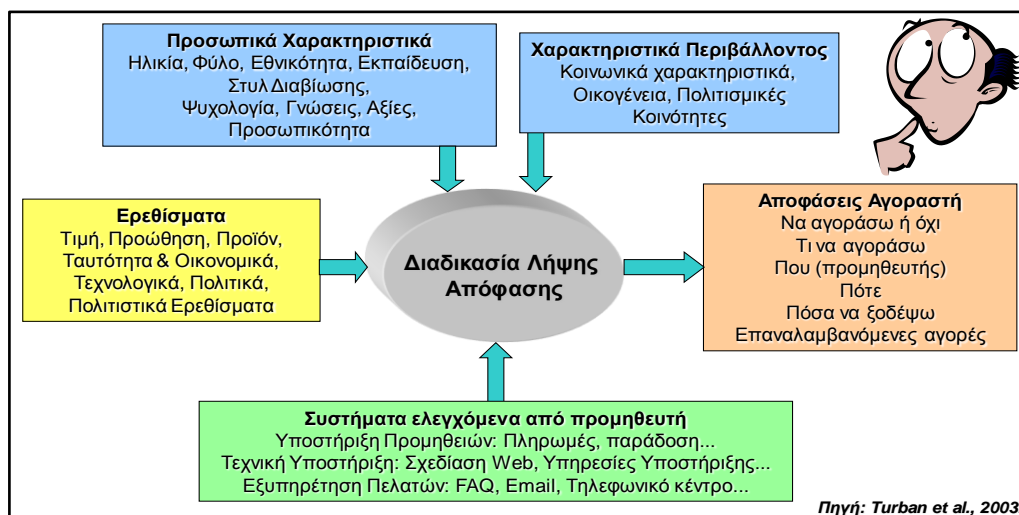 Προσωπικά Χαρακτηριστικά
Ηλικία, Φύλο, Εθνικότητα, Εκπαίδευση,
Στυλ Διαβίωσης,
Ψυχολογία, Γνώσεις, Αξίες,
Προσωπικότητα
Χαρακτηριστικά Περιβάλλοντος
Κοινωνικά χαρακτηριστικά,
Οικογένεια, Πολιτισμικές
Κοινότητες
Ερεθίσματα
Τιμή, Προώθηση, Προϊόν,
Ταυτότητα & Οικονομικά,
Τεχνολογικά, Πολιτικά,
Πολιτιστικά Ερεθίσματα
Διαδικασία Λήψης
Απόφασης
Αποφάσεις Αγοραστή
Να αγοράσω ή όχι
Τι να αγοράσω
Που (προμηθευτής)
Πότε
Πόσα να ξοδέψω
Επαναλαμβανόμενες αγορές
Συστήματα ελεγχόμενα από προμηθευτή
Υποστήριξη Προμηθειών: Πληρωμές, παράδοση...
Τεχνική Υποστήριξη: Σχεδίαση Web, Υπηρεσίες Υποστήριξης...
Εξυπηρέτηση Πελατών: FAQ, Email, Τηλεφωνικό κέντρο...
Πηγή: Turban et al., 2003